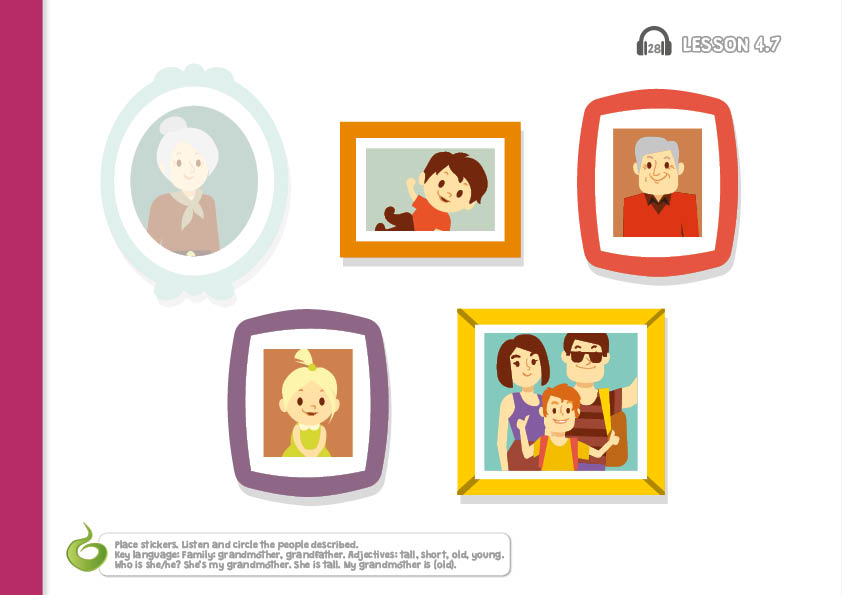 28 LESSON 4.7
Place stickers. Listen and circle the people described.
Key language: Family: grandmother, grandfather. Adjectives: tall, short, old, young.
Who is she/he? She's my grandmother. She is tall. My grandmother is (old).